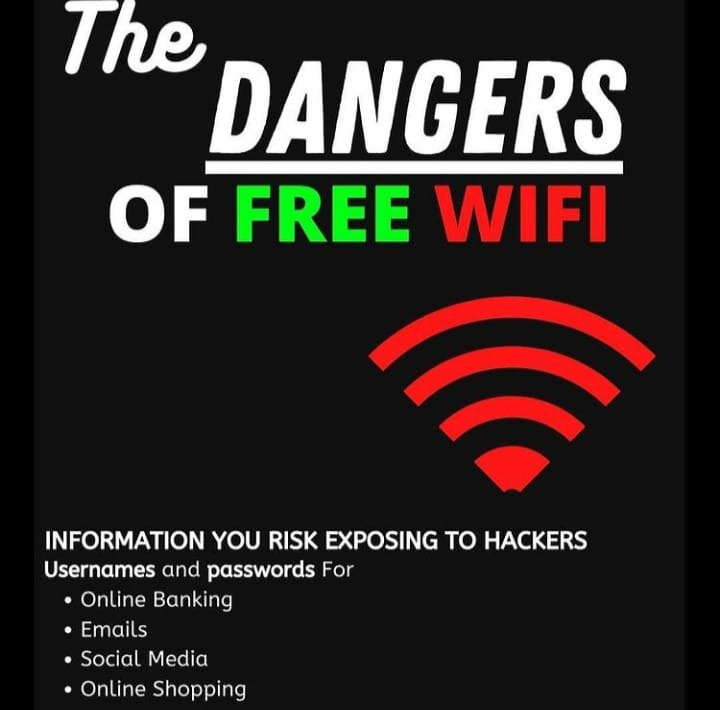 The
DANGERS
OF FREE WIFI
INFORMATION YOU RISK EXPOSING TO HACKERS
Usernames and passwords For
• Online Banking
• Emails
• Social Media
• Online Shopping